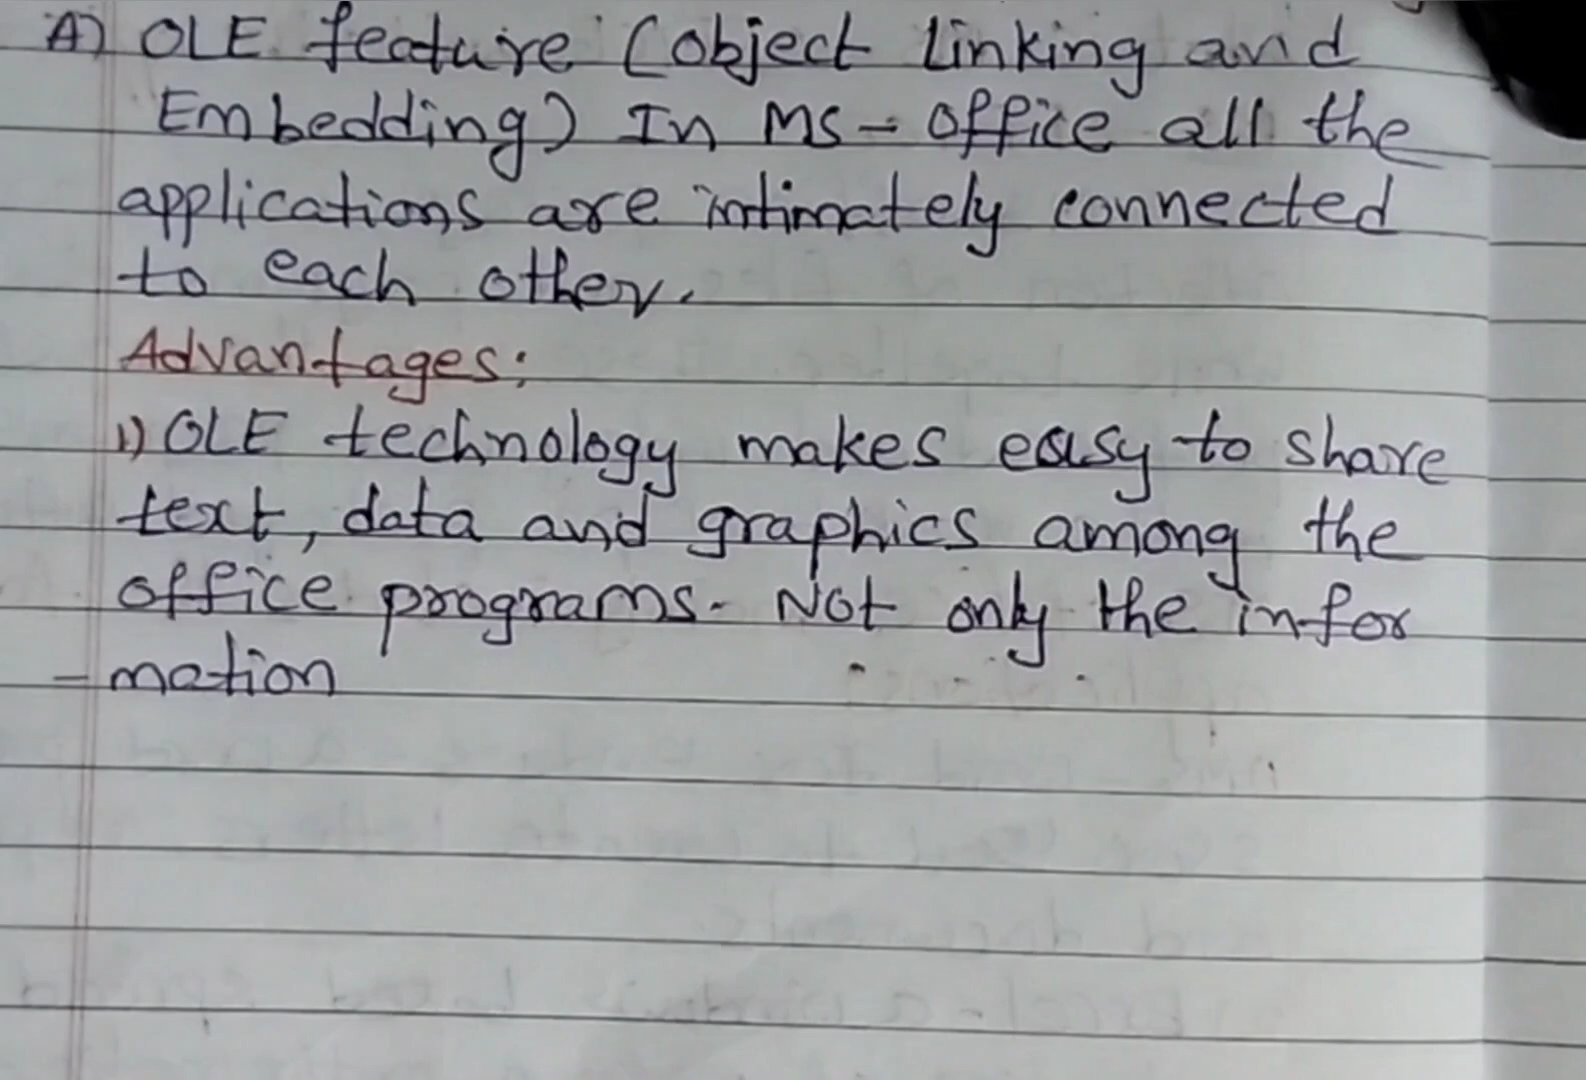 A) OLE feature (object Linking and
Embedding) In MS - office all the
applications are intimately connected
to each other.
Advantages:
1) OLE technology makes easy to share
text, data and graphics among the
office programs. Not only the infor
- mation